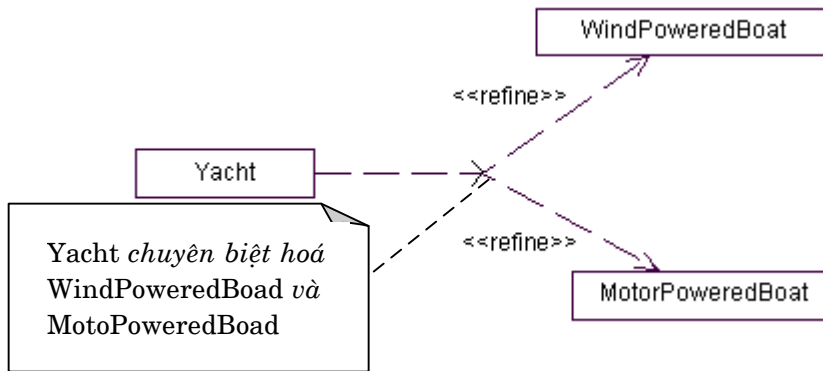 WindPoweredBoat
<<refine>>
Yacht
<<refine>>
Yacht chuyên biệt hoá
WindPoweredBoad và
MotoPoweredBoad
MotorPoweredBoat